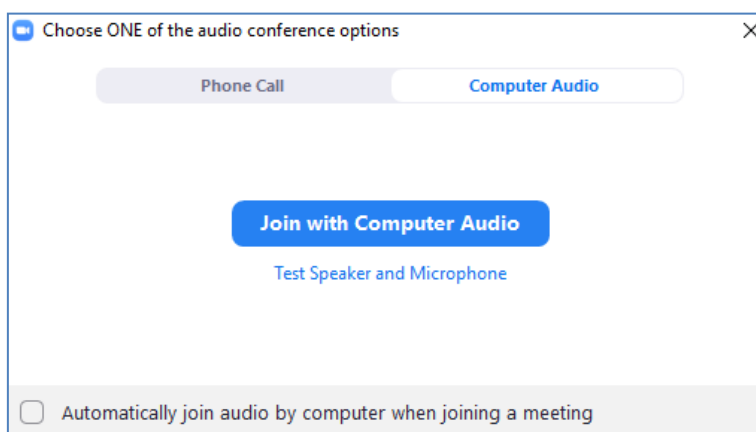 Choose ONE of the audio conference options
Phone Call
Computer Audio
Join with Computer Audio
Test Speaker and Microphone
Automatically join audio by computer when joining a meeting